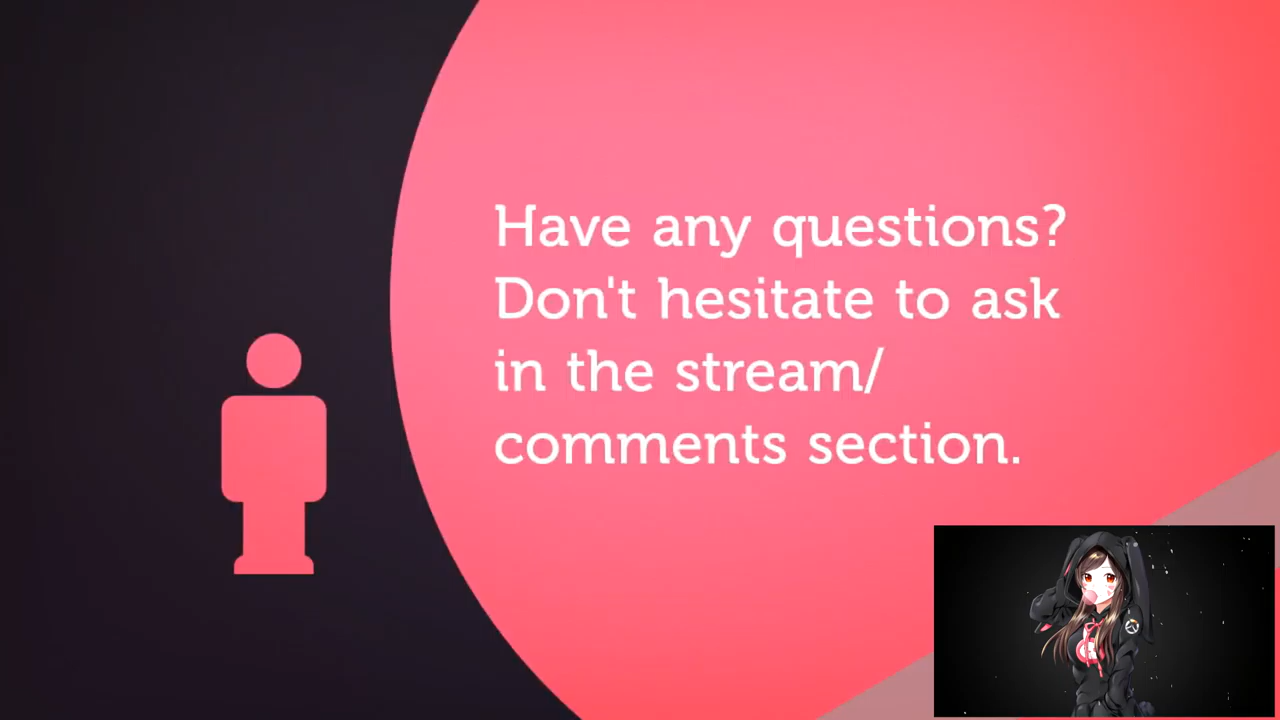 Have any questions?
Don't hesitate to ask
in the stream/
comments section.